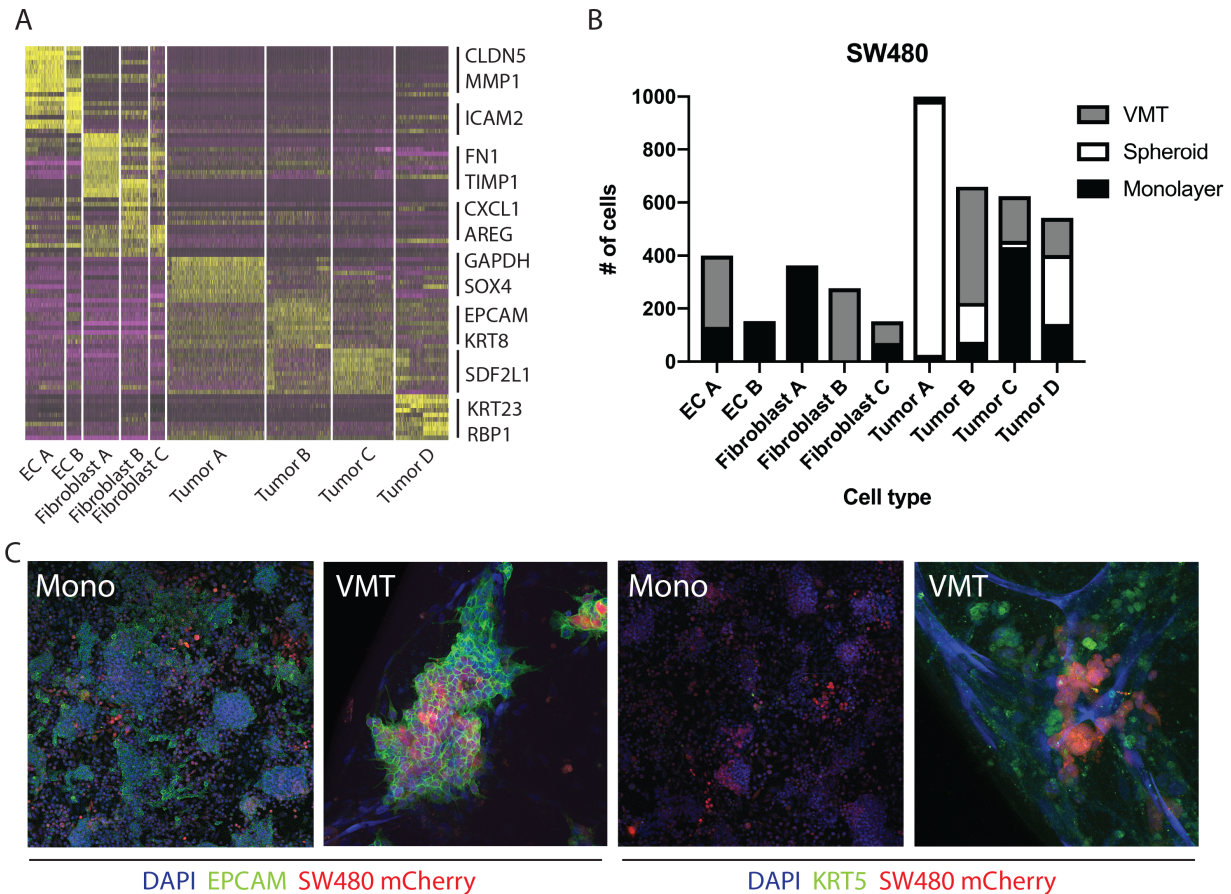 A
CLDN5
MMP1
ICAM2
FN1
TIMP1
CXCL1
AREG
GAPDH
SOX4
EPCAM
KRT8
SDF2L1
KRT23
RBP1
EC A
EC B
Fibroblast A
Fibroblast B
Fibroblast C
Tumor A
Tumor B
Tumor C
Tumor D
B
SW480
# of cells
1000
800
600
400
200
0
VMT
Spheroid
Monolayer
EC A
EC B
Fibroblast A
Fibroblast B
Fibroblast C
Tumor A
Tumor B
Tumor C
Tumor D
Cell type
C
Mono
VMT
Mono
VMT
DAPI EPCAM SW480 mCherry
DAPI KRT5 SW480 mCherry